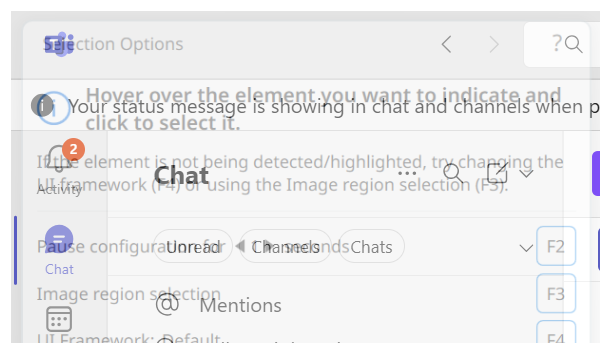 Selection Options
?
Hover over the element you want to indicate and
click to select it.
Your status message is showing in chat and channels when p
2
Activity
Chat
If the element is not being detected/highlighted, try changing the
UI framework (F4) or using the Image region selection (F3).
Unread
Channels
Chats
Pause configuration for 1 seconds
F2
Chat
Image region selection
F3
@ Mentions
UI Framework: Default
F4